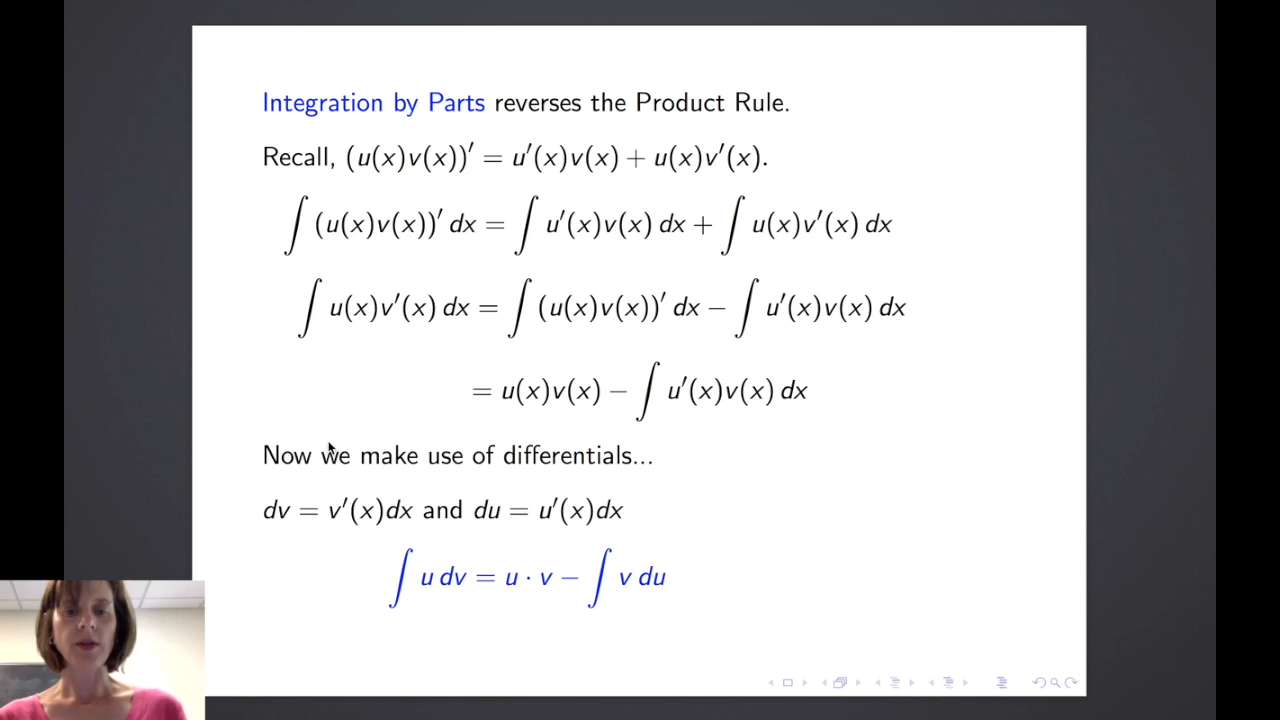 Integration by Parts reverses the Product Rule.
Recall, (u(x)v(x))′ = u′(x)v(x) + u(x)v′(x).
∫ (u(x)v(x))′ dx = ∫ u′(x)v(x) dx + ∫ u(x)v′(x) dx
∫ u(x)v′(x) dx = ∫ (u(x)v(x))′ dx − ∫ u′(x)v(x) dx
= u(x)v(x) − ∫ u′(x)v(x) dx
Now we make use of differentials...
dv = v′(x)dx and du = u′(x)dx
∫ u dv = u · v − ∫ v du